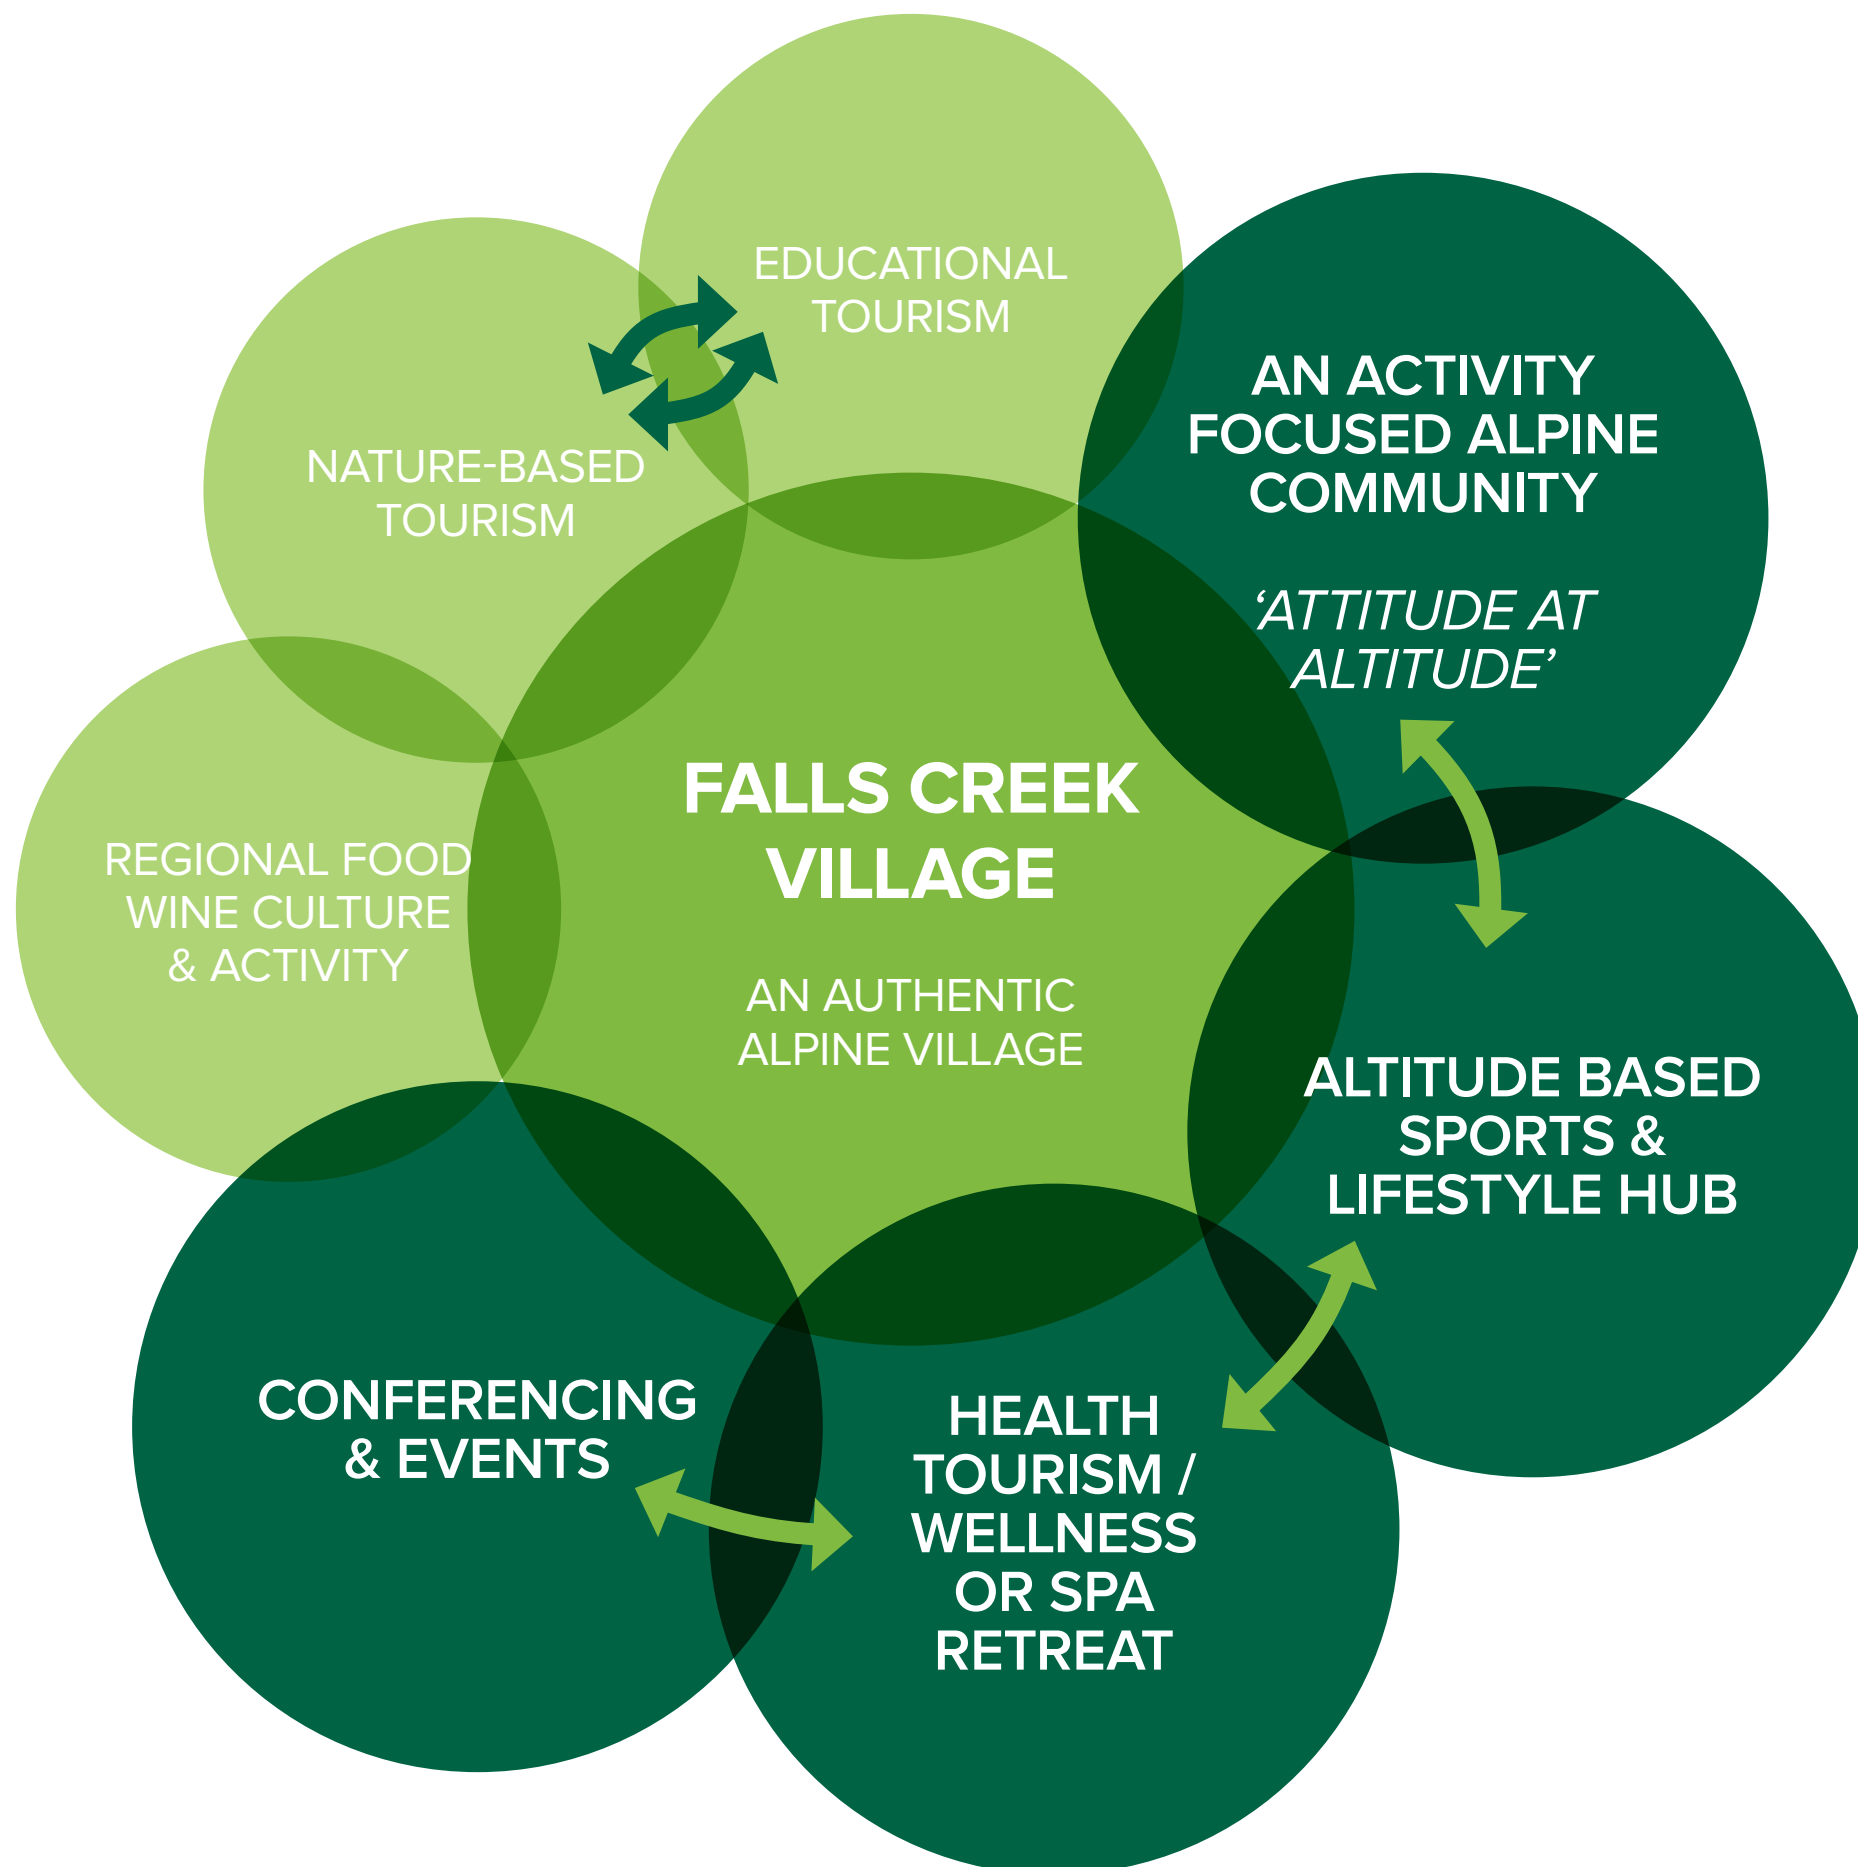 EDUCATIONAL
TOURISM
AN ACTIVITY
FOCUSED ALPINE
COMMUNITY
‘ATTITUDE AT
ALTITUDE’
NATURE-BASED
TOURISM
REGIONAL FOOD
WINE CULTURE
& ACTIVITY
FALLS CREEK
VILLAGE
AN AUTHENTIC
ALPINE VILLAGE
ALTITUDE BASED
SPORTS &
LIFESTYLE HUB
CONFERENCING
& EVENTS
HEALTH
TOURISM /
WELLNESS
OR SPA
RETREAT